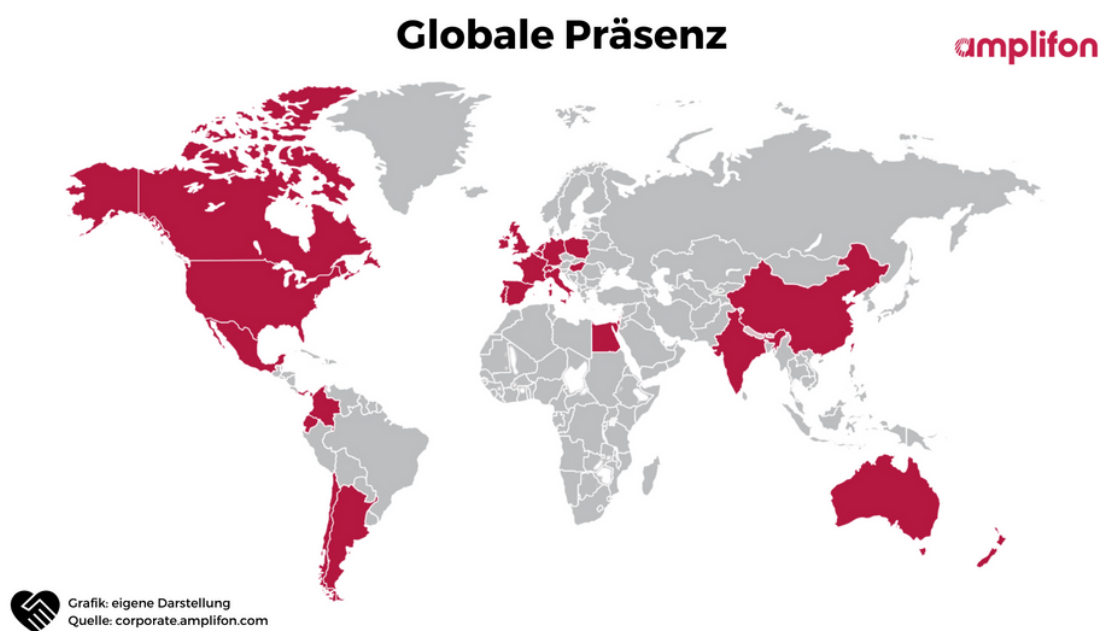 Globale Präsenz
amplifon
Grafik: eigene Darstellung
Quelle: corporate.amplifon.com